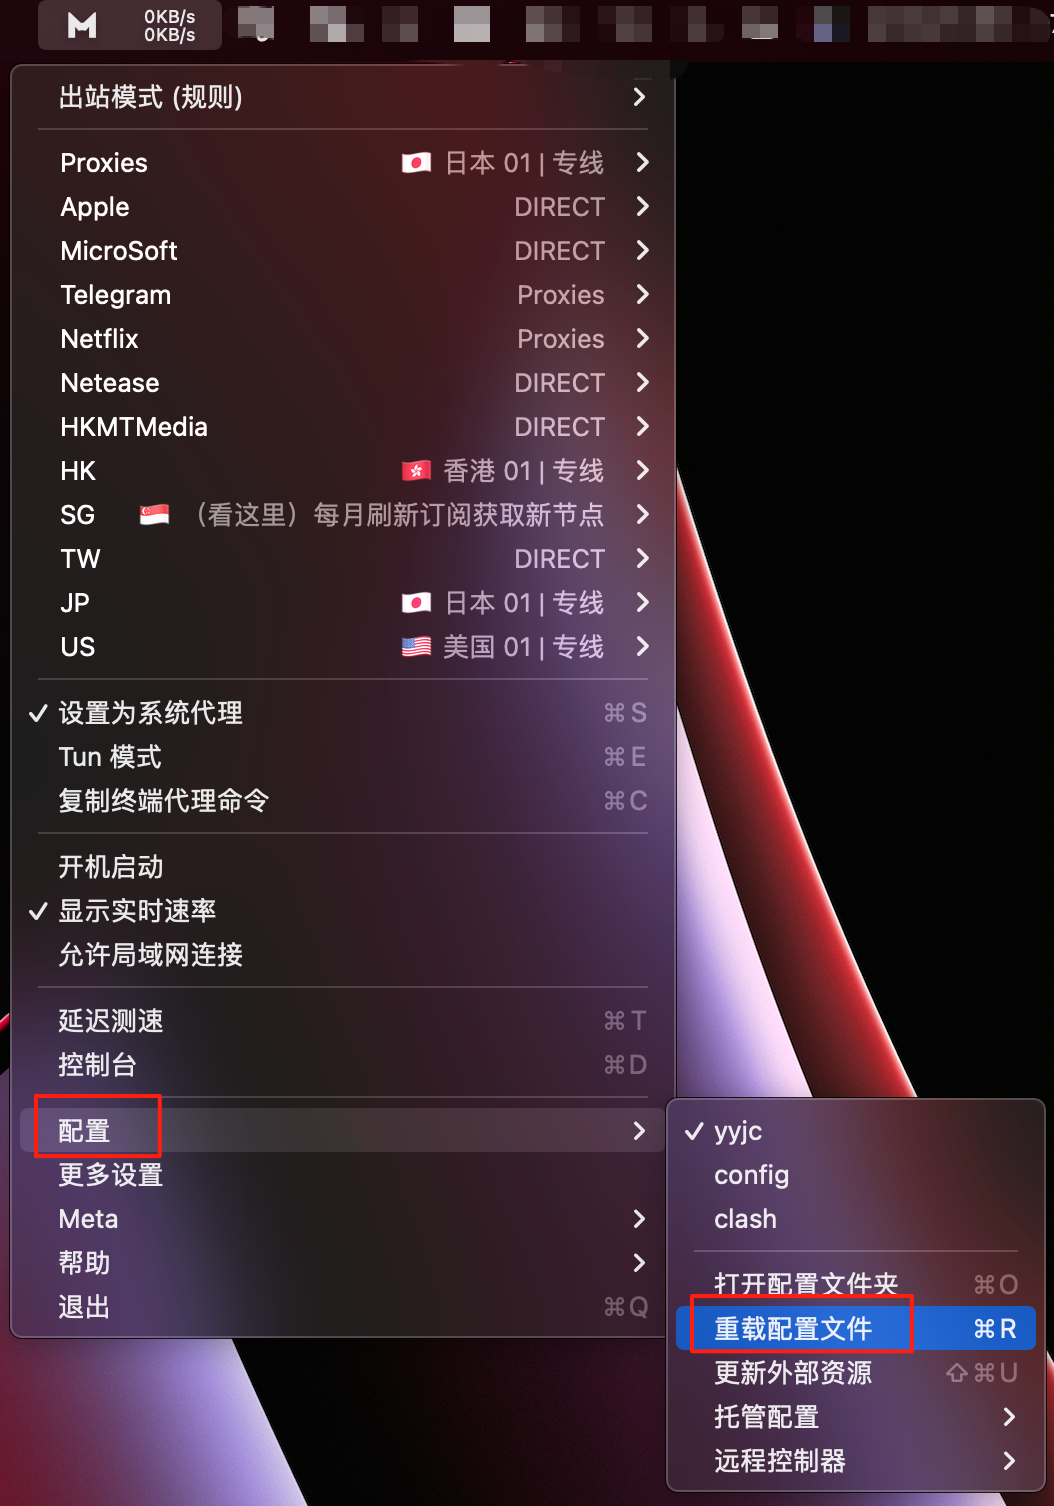 M 0KB/s
0KB/s
出站模式 (规则)
Proxies 日本 01 | 专线
Apple DIRECT
MicroSoft DIRECT
Telegram Proxies
Netflix Proxies
Netease DIRECT
HKMTMedia DIRECT
HK 香港 01 | 专线
SG （看这里）每月刷新订阅获取新节点
TW DIRECT
JP 日本 01 | 专线
US 美国 01 | 专线
✓ 设置为系统代理 ⌘S
Tun 模式 ⌘E
复制终端代理命令 ⌘C
开机启动
✓ 显示实时速率
允许局域网连接
延迟测速 ⌘T
控制台 ⌘D
配置
更多设置
Meta
帮助
退出 ⌘Q
✓ yyjc
config
clash
打开配置文件夹 ⌘O
重载配置文件 ⌘R
更新外部资源 ⇧⌘U
托管配置
远程控制器